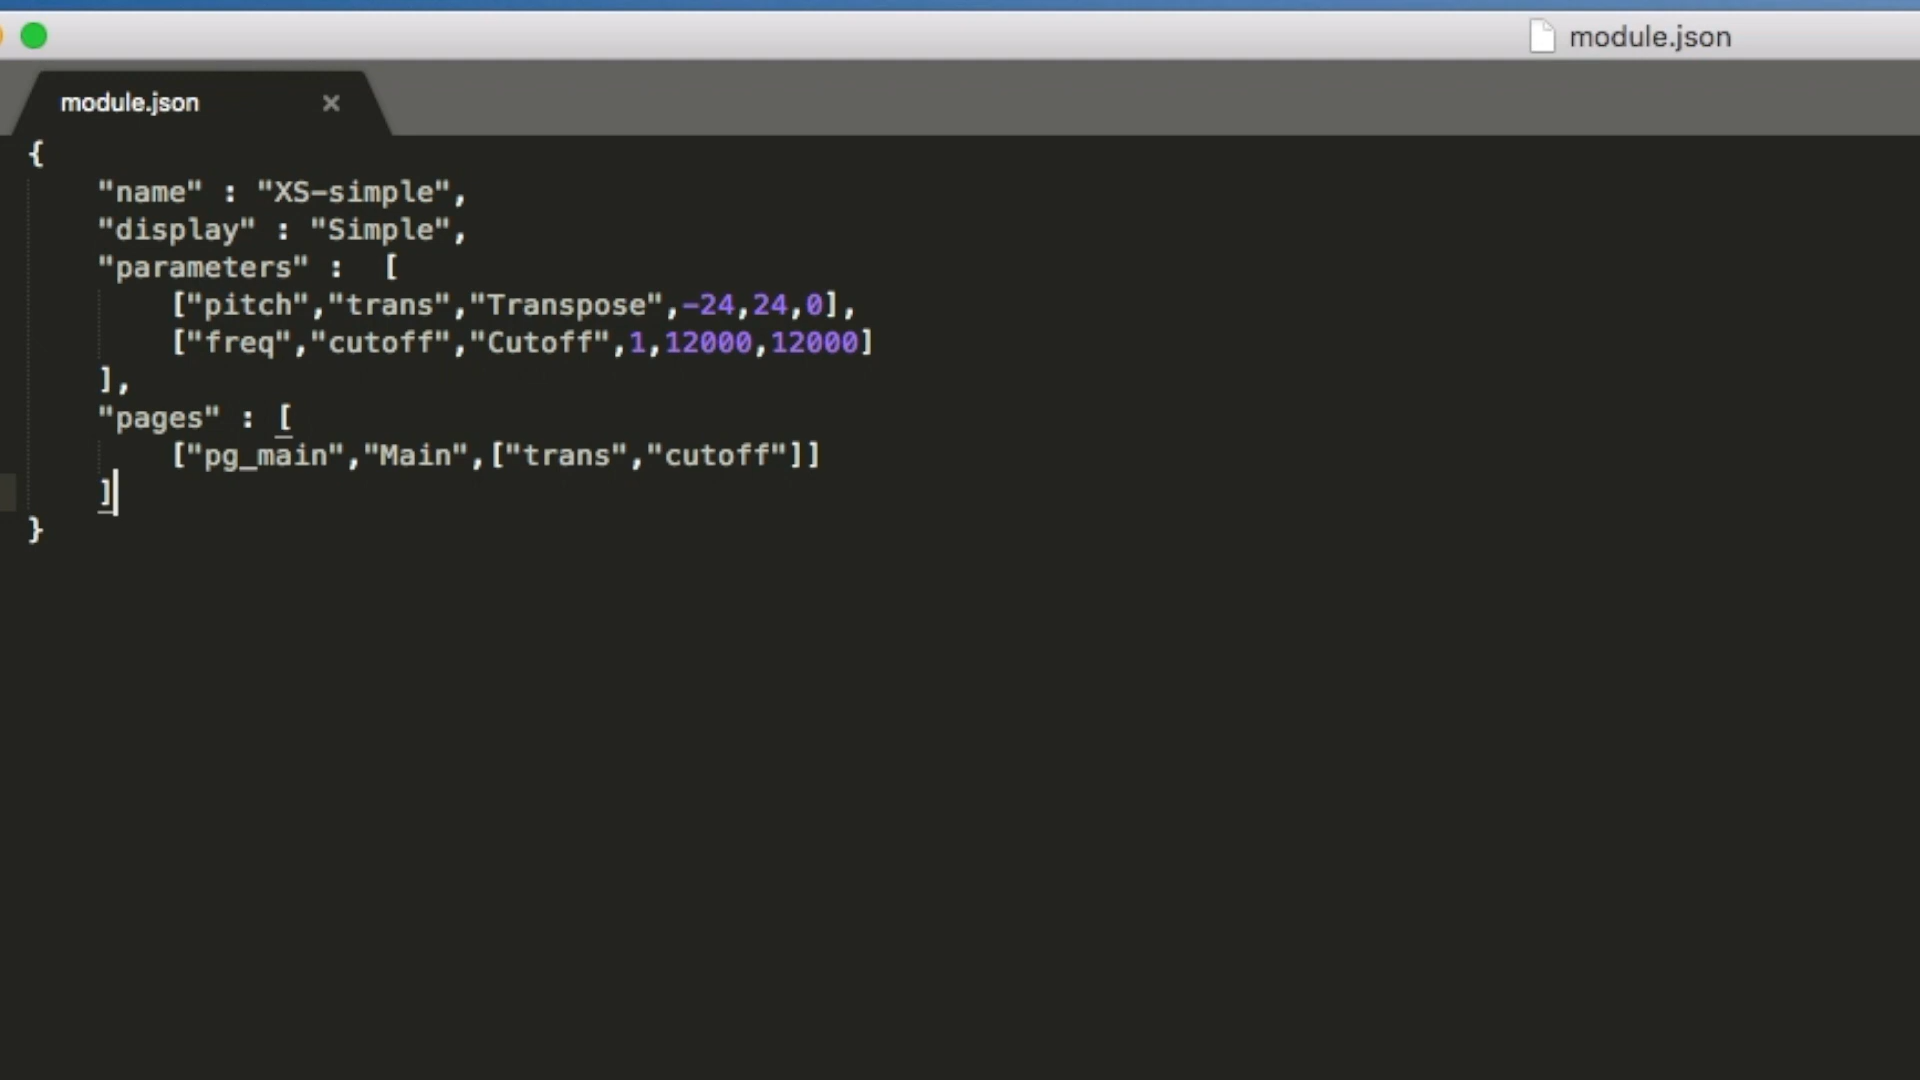 module.json
module.json ×
{
"name" : "XS-simple",
"display" : "Simple",
"parameters" :  [
["pitch","trans","Transpose",-24,24,0],
["freq","cutoff","Cutoff",1,12000,12000]
],
"pages" : [
["pg_main","Main",["trans","cutoff"]]
]
}